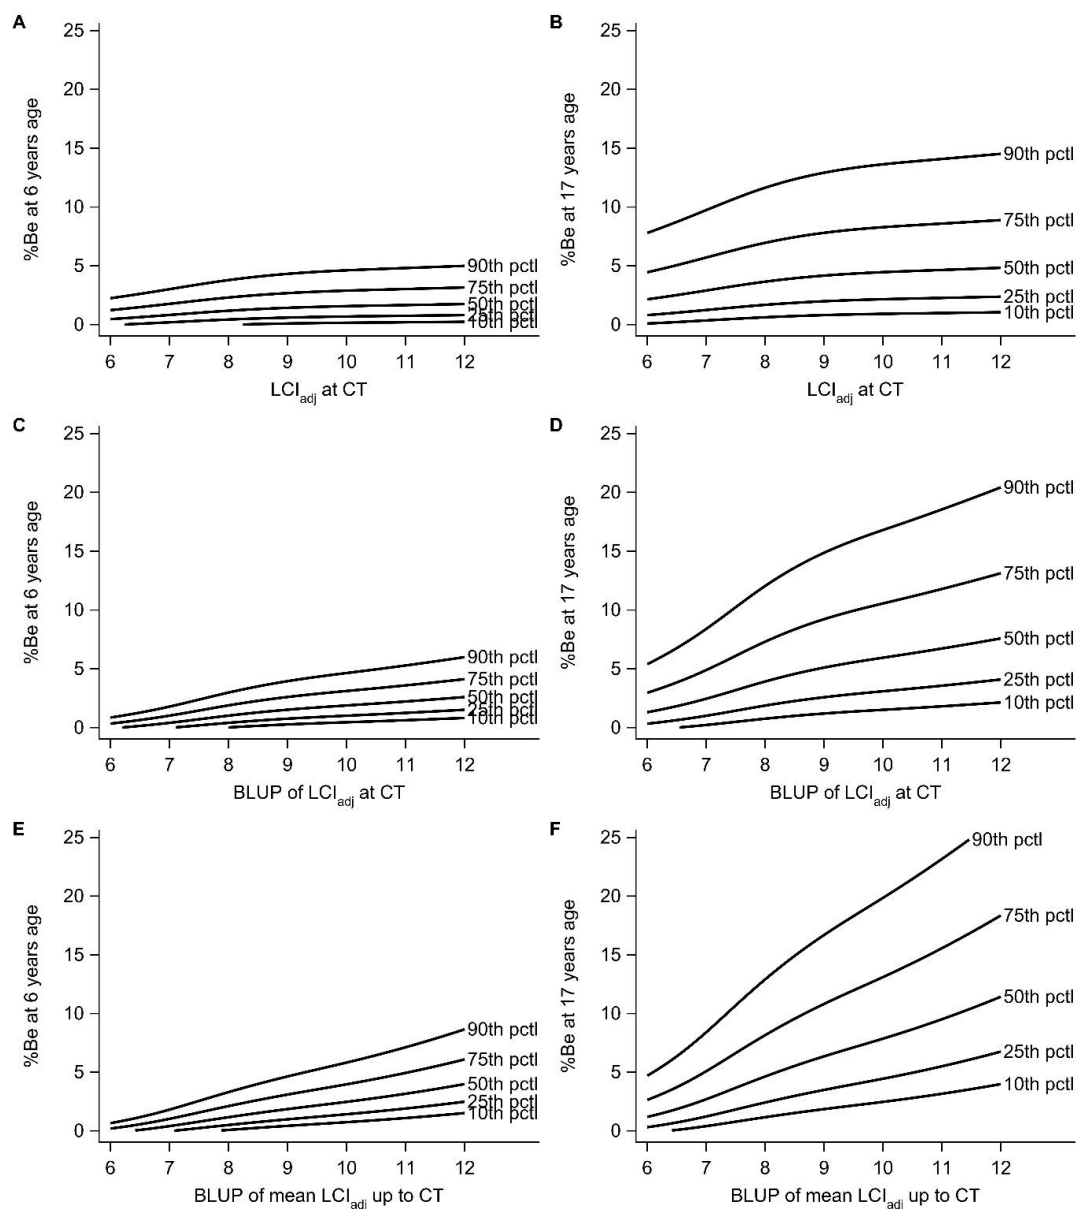 A
25
20
15
10
5
0
%Be at 6 years age
90th pctl
75th pctl
50th pctl
25th pctl
10th pctl
6 7 8 9 10 11 12
LCIadj at CT
B
25
20
15
10
5
0
%Be at 17 years age
90th pctl
75th pctl
50th pctl
25th pctl
10th pctl
6 7 8 9 10 11 12
LCIadj at CT
C
25
20
15
10
5
0
%Be at 6 years age
90th pctl
75th pctl
50th pctl
25th pctl
10th pctl
6 7 8 9 10 11 12
BLUP of LCIadj at CT
D
25
20
15
10
5
0
%Be at 17 years age
90th pctl
75th pctl
50th pctl
25th pctl
10th pctl
6 7 8 9 10 11 12
BLUP of LCIadj at CT
E
25
20
15
10
5
0
%Be at 6 years age
90th pctl
75th pctl
50th pctl
25th pctl
10th pctl
6 7 8 9 10 11 12
BLUP of mean LCIadj up to CT
F
25
20
15
10
5
0
%Be at 17 years age
90th pctl
75th pctl
50th pctl
25th pctl
10th pctl
6 7 8 9 10 11 12
BLUP of mean LCIadj up to CT